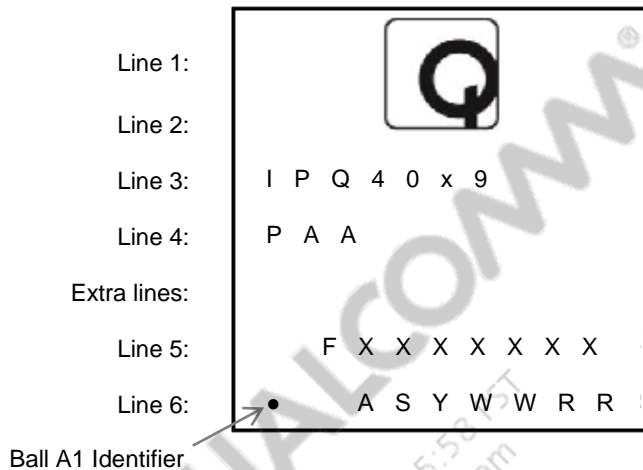 Line 1:
Line 2:
Line 3: I P Q 4 0 x 9
Line 4: P A A
Extra lines:
Line 5: F X X X X X X X
Line 6: • A S Y W W R R
Ball A1 Identifier